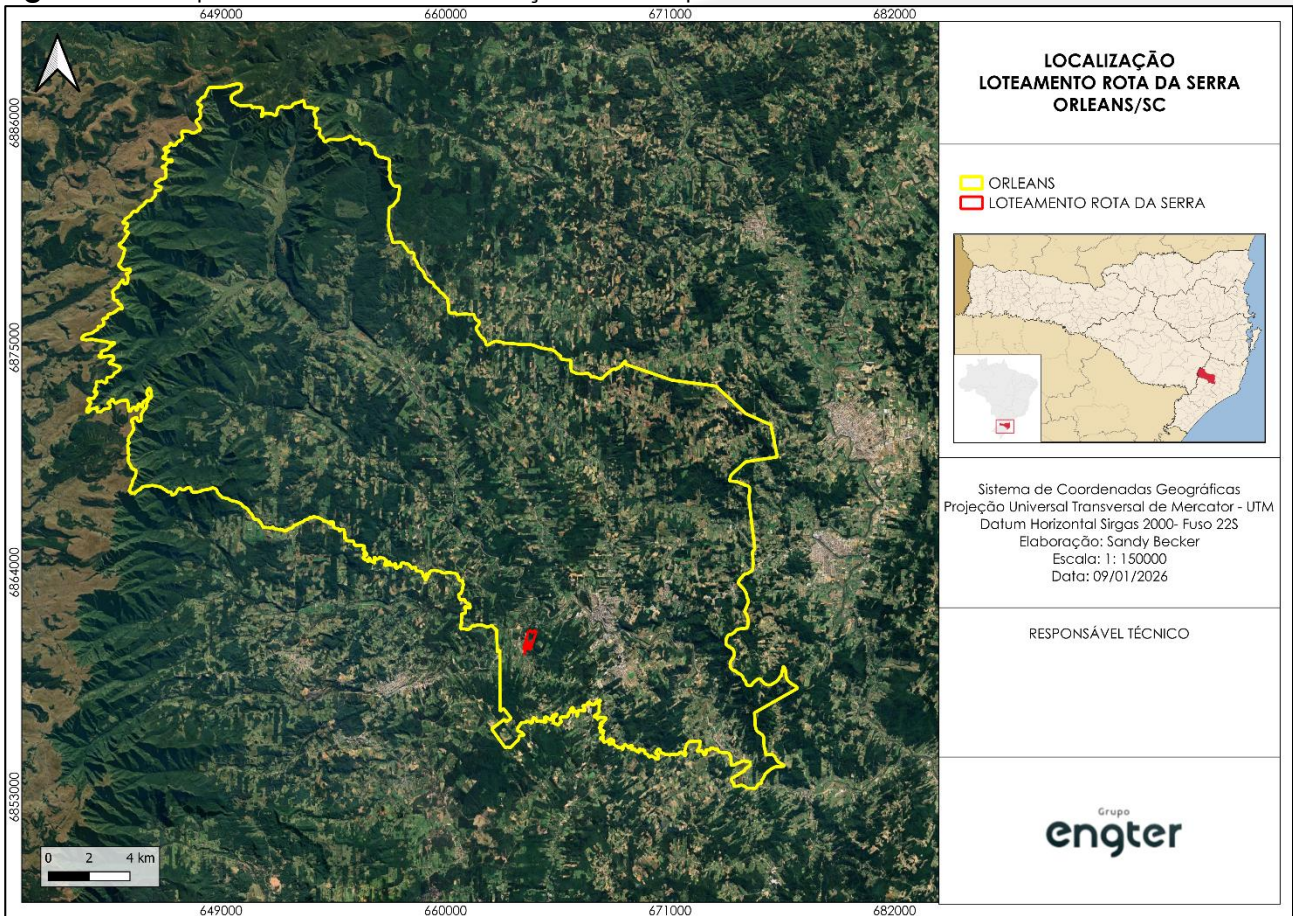 649000
660000
671000
682000
6886000
6875000
6864000
6853000
0 2 4 km
649000
660000
671000
682000
LOCALIZAÇÃO
LOTEAMENTO ROTA DA SERRA
ORLEANS/SC
ORLEANS
LOTEAMENTO ROTA DA SERRA
Sistema de Coordenadas Geográficas
Projeção Universal Transversal de Mercator - UTM
Datum Horizontal Sirgas 2000- Fuso 22S
Elaboração: Sandy Becker
Escala: 1: 150000
Data: 09/01/2026
RESPONSÁVEL TÉCNICO
Grupo
engter